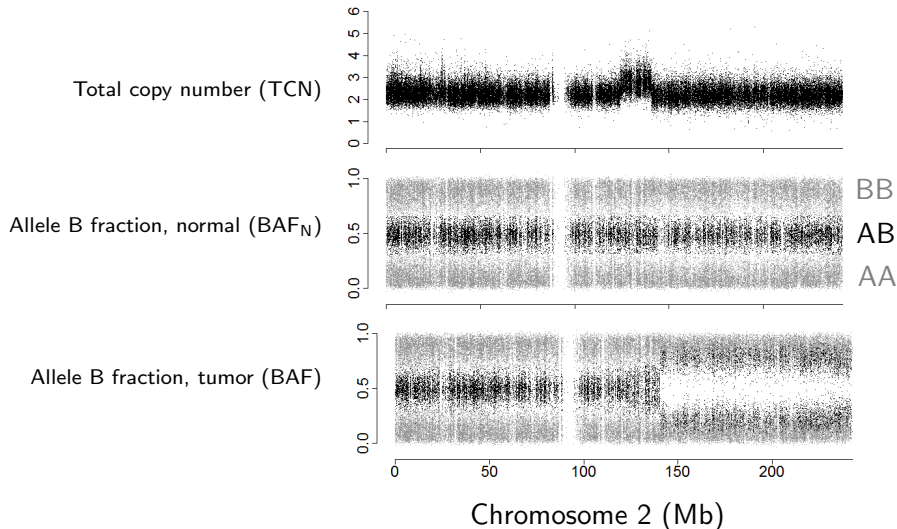 Total copy number (TCN)
6
5
4
3
2
1
0
Allele B fraction, normal (BAFN)
1.0
0.5
0.0
BB
AB
AA
Allele B fraction, tumor (BAF)
1.0
0.5
0.0
0 50 100 150 200
Chromosome 2 (Mb)